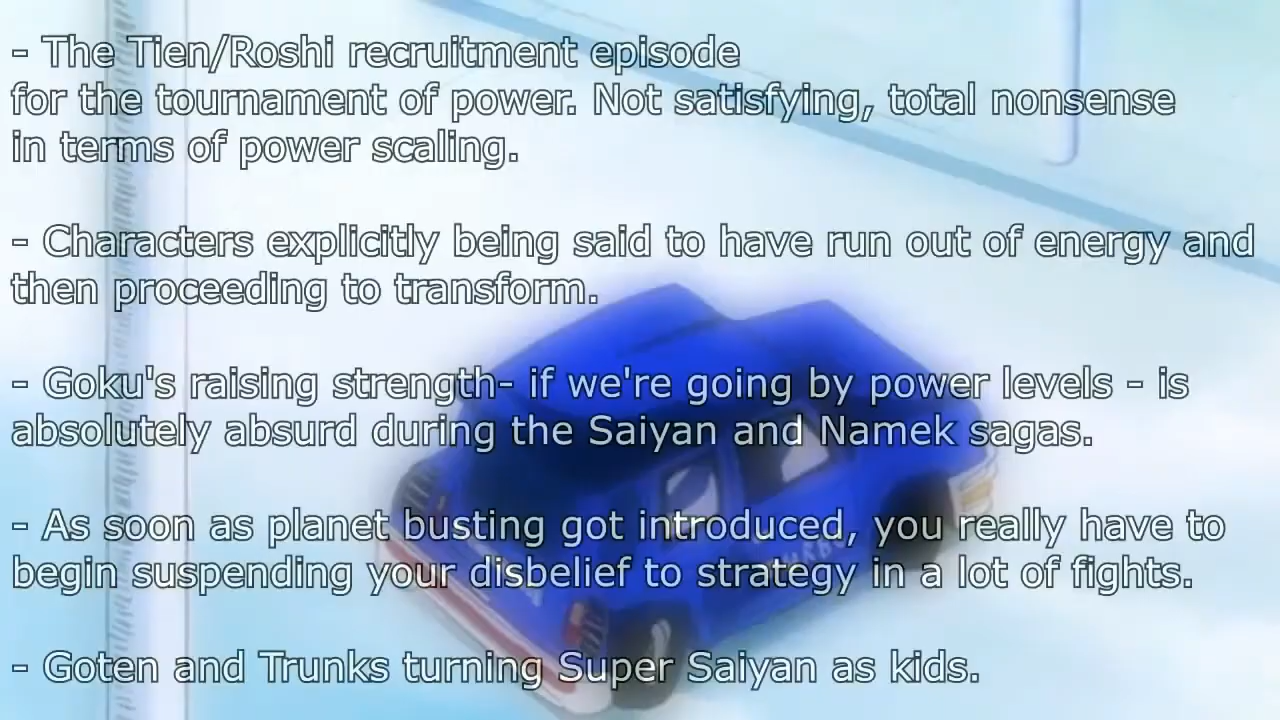 - The Tien/Roshi recruitment episode
for the tournament of power. Not satisfying, total nonsense
in terms of power scaling.
- Characters explicitly being said to have run out of energy and
then proceeding to transform.
- Goku's raising strength- if we're going by power levels - is
absolutely absurd during the Saiyan and Namek sagas.
- As soon as planet busting got introduced, you really have to
begin suspending your disbelief to strategy in a lot of fights.
- Goten and Trunks turning Super Saiyan as kids.